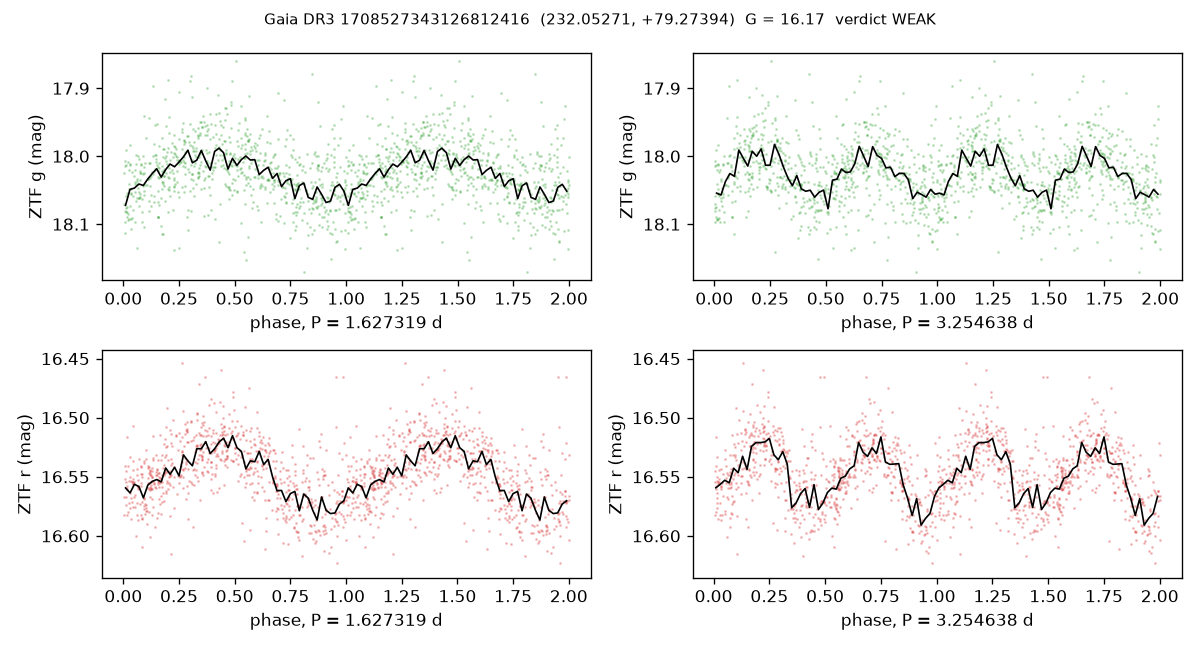 Gaia DR3 1708527343126812416  (232.05271, +79.27394)  G = 16.17  verdict WEAK
ZTF g (mag)
17.9
18.0
18.1
0.00 0.25 0.50 0.75 1.00 1.25 1.50 1.75 2.00
phase, P = 1.627319 d
ZTF g (mag)
17.9
18.0
18.1
0.00 0.25 0.50 0.75 1.00 1.25 1.50 1.75 2.00
phase, P = 3.254638 d
ZTF r (mag)
16.45
16.50
16.55
16.60
0.00 0.25 0.50 0.75 1.00 1.25 1.50 1.75 2.00
phase, P = 1.627319 d
ZTF r (mag)
16.45
16.50
16.55
16.60
0.00 0.25 0.50 0.75 1.00 1.25 1.50 1.75 2.00
phase, P = 3.254638 d